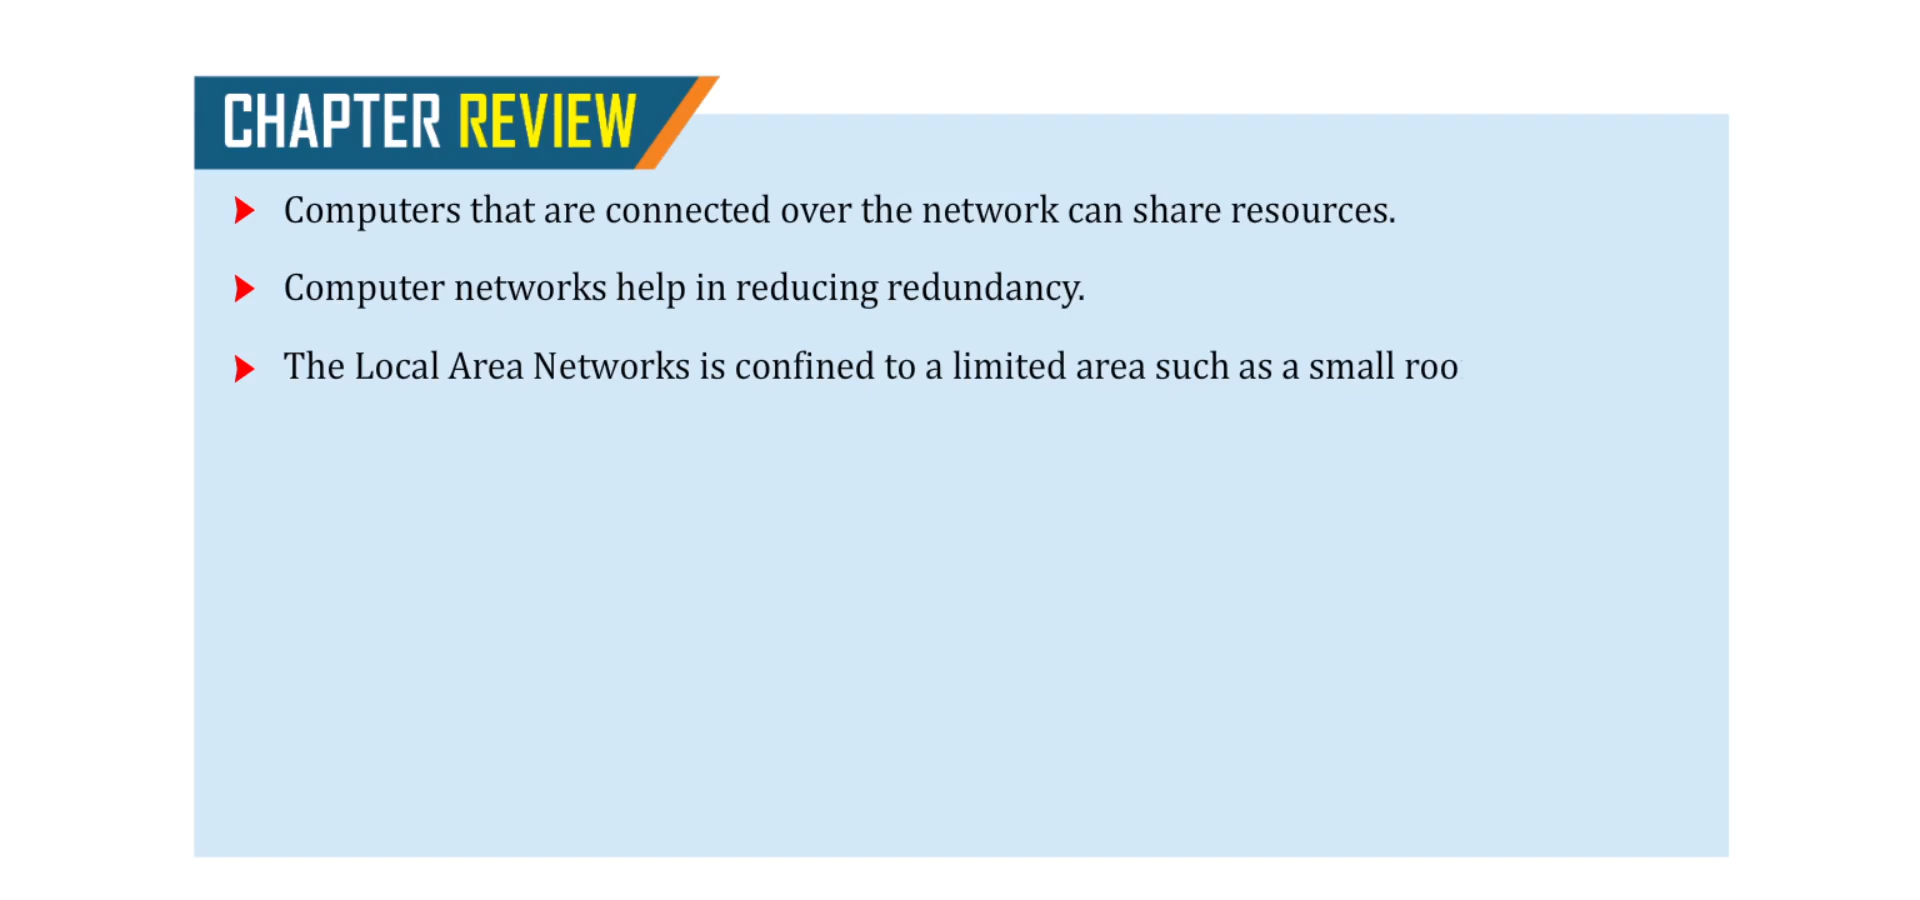 CHAPTER REVIEW
Computers that are connected over the network can share resources.
Computer networks help in reducing redundancy.
The Local Area Networks is confined to a limited area such as a small roo